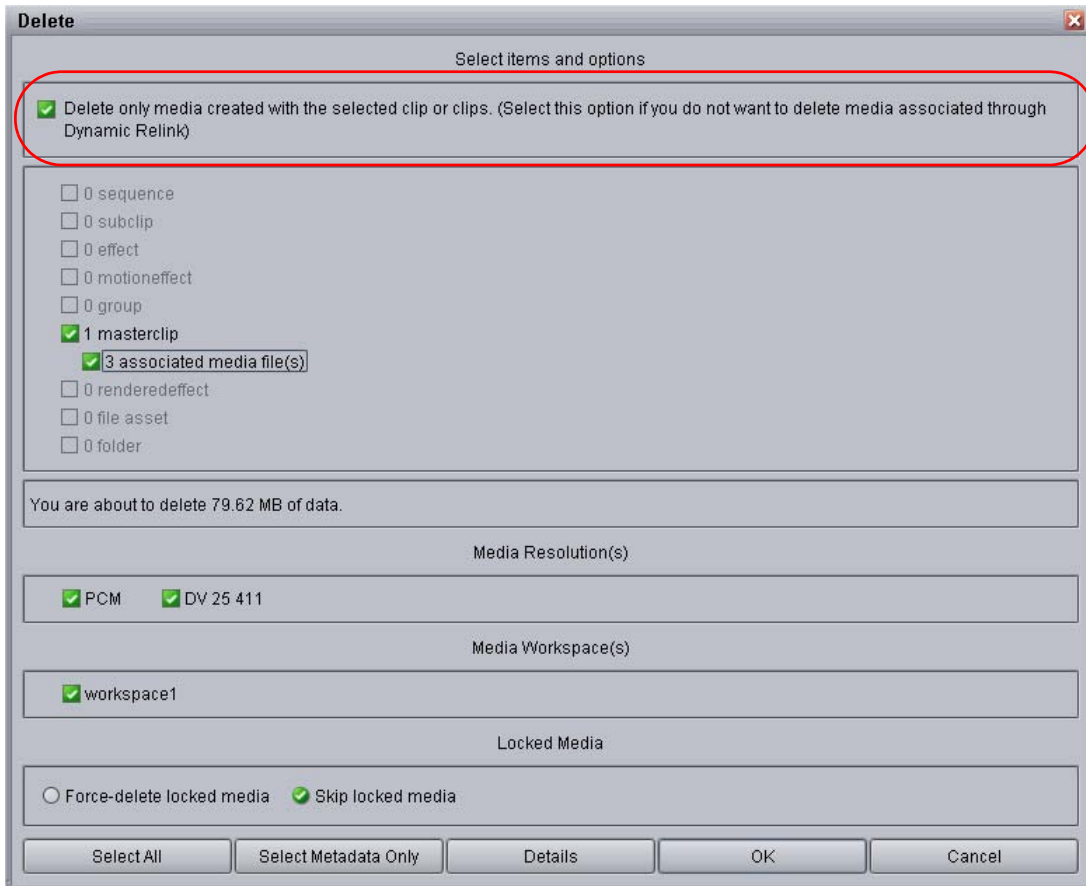 Delete
Select items and options
Delete only media created with the selected clip or clips. (Select this option if you do not want to delete media associated through
Dynamic Relink)
0 sequence
0 subclip
0 effect
0 motioneffect
0 group
1 masterclip
3 associated media file(s)
0 renderedeffect
0 file asset
0 folder
You are about to delete 79.62 MB of data.
Media Resolution(s)
PCM DV 25 411
Media Workspace(s)
workspace1
Locked Media
Force-delete locked media Skip locked media
Select All Select Metadata Only Details OK Cancel